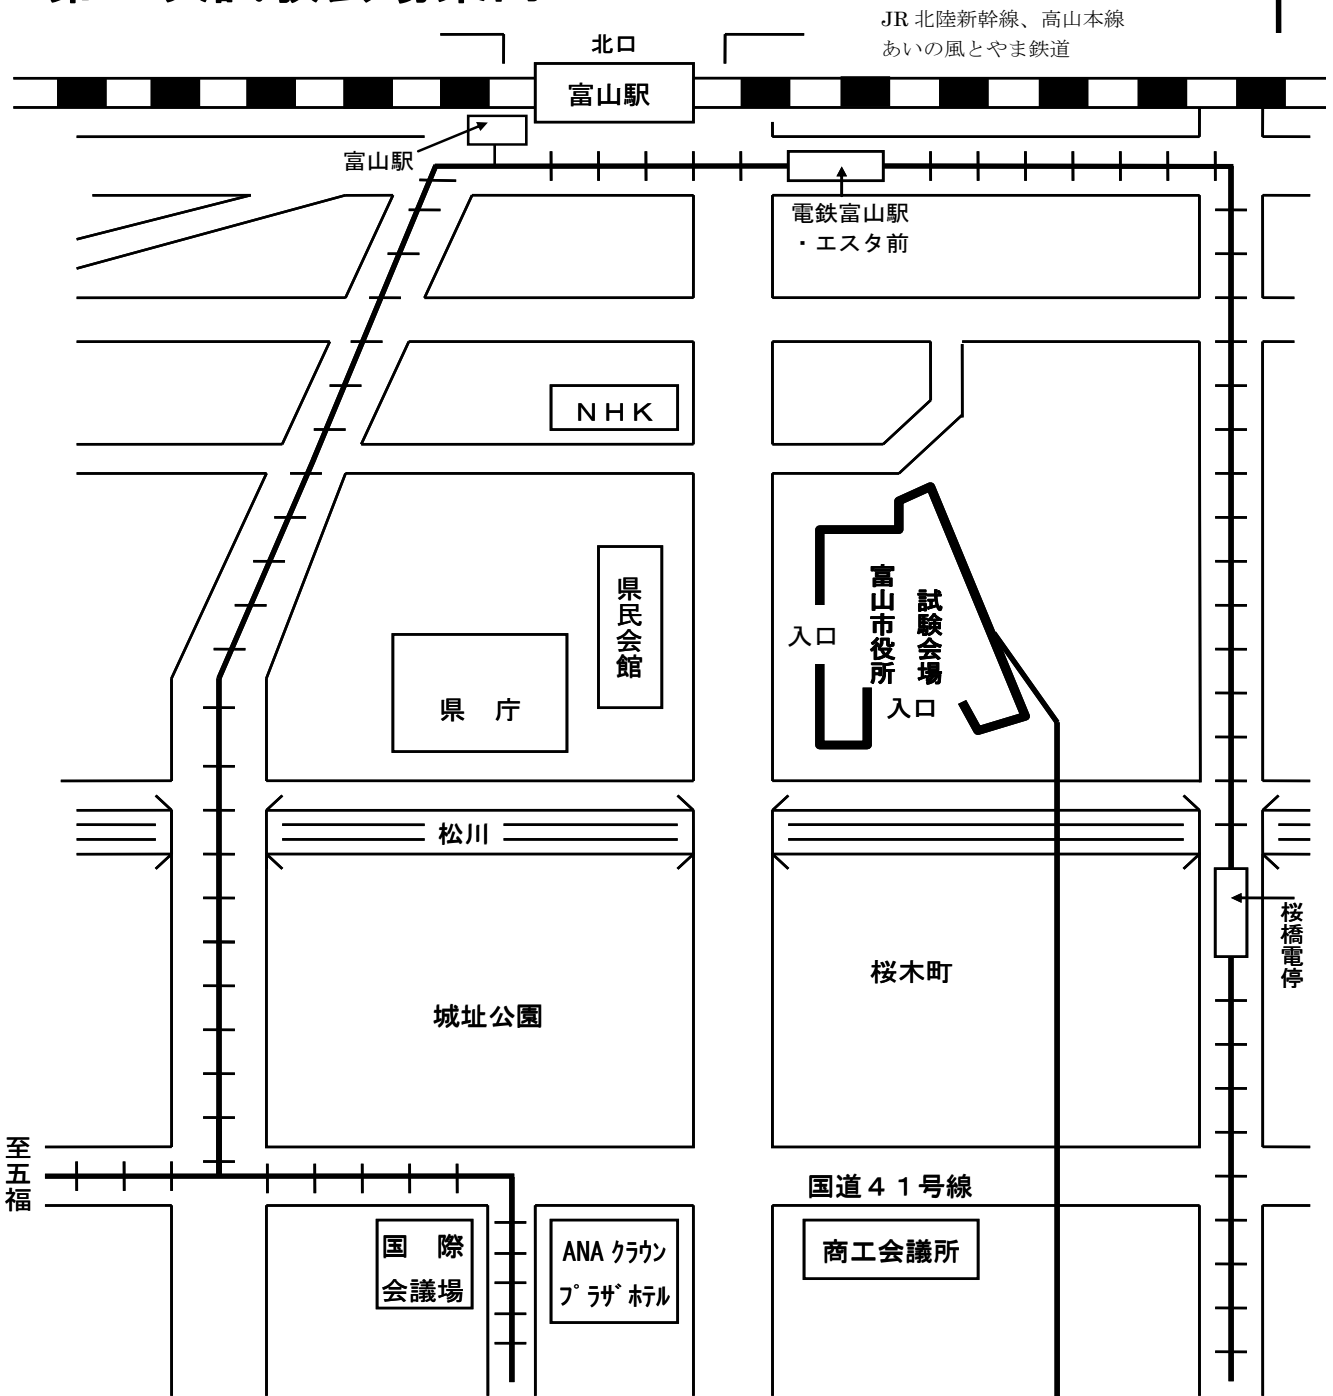 JR 北陸新幹線、高山本線
あいの風とやま鉄道
北口
富山駅
富山駅
電鉄富山駅
・エスタ前
ＮＨＫ
県民会館
県　庁
試験会場
富山市役所
入口
入口
松川
桜橋電停
桜木町
城址公園
至五福
国道４１号線
国　際
会議場
ANA ｸﾗｳﾝ
ﾌﾟﾗｻﾞﾎﾃﾙ
商工会議所